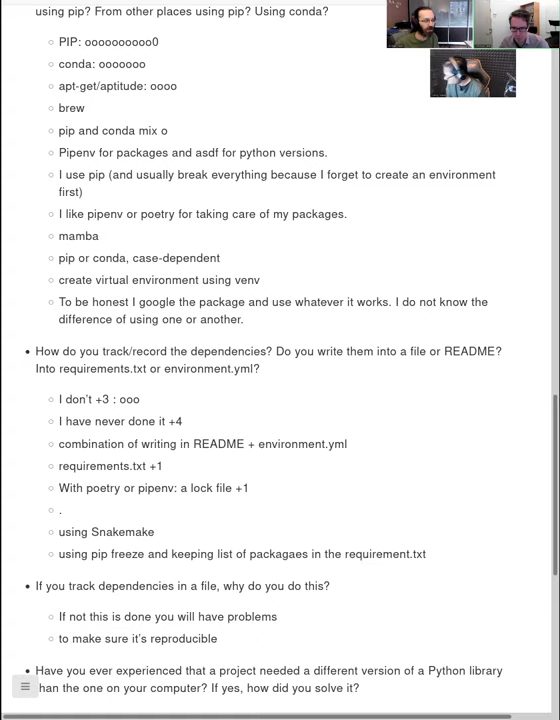 using pip? From other places using pip? Using conda?
PIP: oooooooooo0
conda: ooooooo
apt-get/aptitude: oooo
brew
pip and conda mix o
Pipenv for packages and asdf for python versions.
I use pip (and usually break everything because I forget to create an environment
first)
I like pipenv or poetry for taking care of my packages.
mamba
pip or conda, case-dependent
create virtual environment using venv
To be honest I google the package and use whatever it works. I do not know the
difference of using one or another.
How do you track/record the dependencies? Do you write them into a file or README?
Into requirements.txt or environment.yml?
I don't +3 : ooo
I have never done it +4
combination of writing in README + environment.yml
requirements.txt +1
With poetry or pipenv: a lock file +1
.
using Snakemake
using pip freeze and keeping list of packagaes in the requirement.txt
If you track dependencies in a file, why do you do this?
If not this is done you will have problems
to make sure it's reproducible
Have you ever experienced that a project needed a different version of a Python library
than the one on your computer? If yes, how did you solve it?